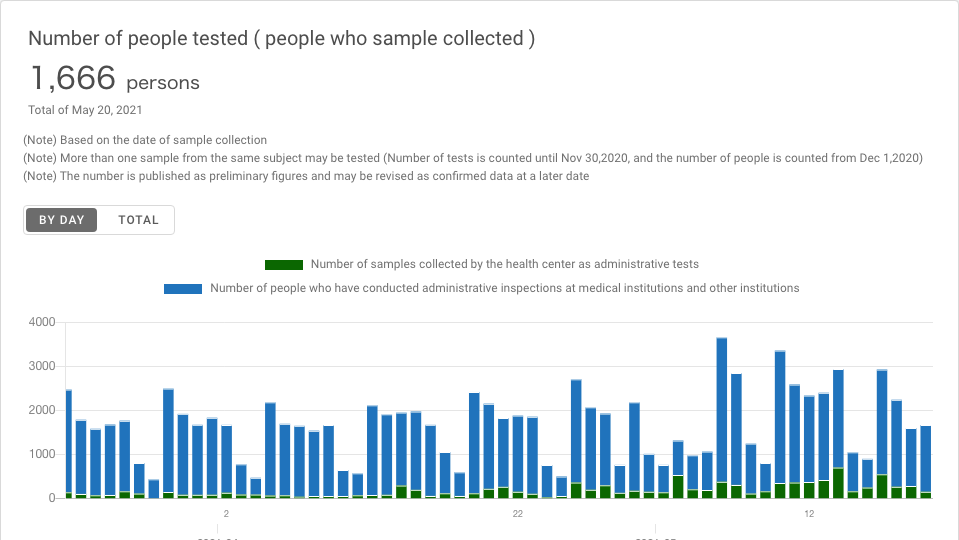 Number of people tested ( people who sample collected )
1,666 persons
Total of May 20, 2021
(Note) Based on the date of sample collection
(Note) More than one sample from the same subject may be tested (Number of tests is counted until Nov 30,2020, and the number of people is counted from Dec 1,2020)
(Note) The number is published as preliminary figures and may be revised as confirmed data at a later date
BY DAY TOTAL
Number of samples collected by the health center as administrative tests
Number of people who have conducted administrative inspections at medical institutions and other institutions
4000
3000
2000
1000
0
2 22 12